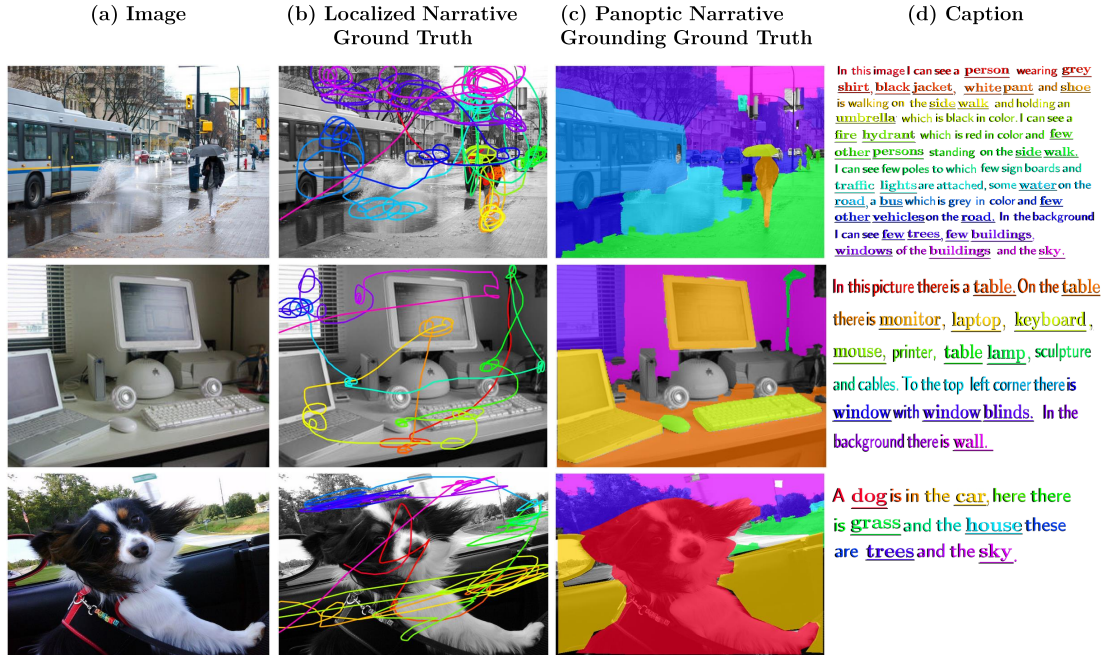 (a) Image
(b) Localized Narrative
Ground Truth
(c) Panoptic Narrative
Grounding Ground Truth
(d) Caption
In this image I can see a person wearing grey
shirt, black jacket, white pant and shoe
is walking on the side walk and holding an
umbrella which is black in color. I can see a
fire hydrant which is red in color and few
other persons standing on the side walk.
I can see few poles to which few sign boards and
traffic lights are attached, some water on the
road, a bus which is grey in color and few
other vehicles on the road. In the background
I can see few trees, few buildings,
windows of the buildings and the sky.
In this picture there is a table. On the table
there is monitor, laptop, keyboard,
mouse, printer, table lamp, sculpture
and cables. To the top left corner there is
window with window blinds. In the
background there is wall.
A dog is in the car, here there
is grass and the house these
are trees and the sky.